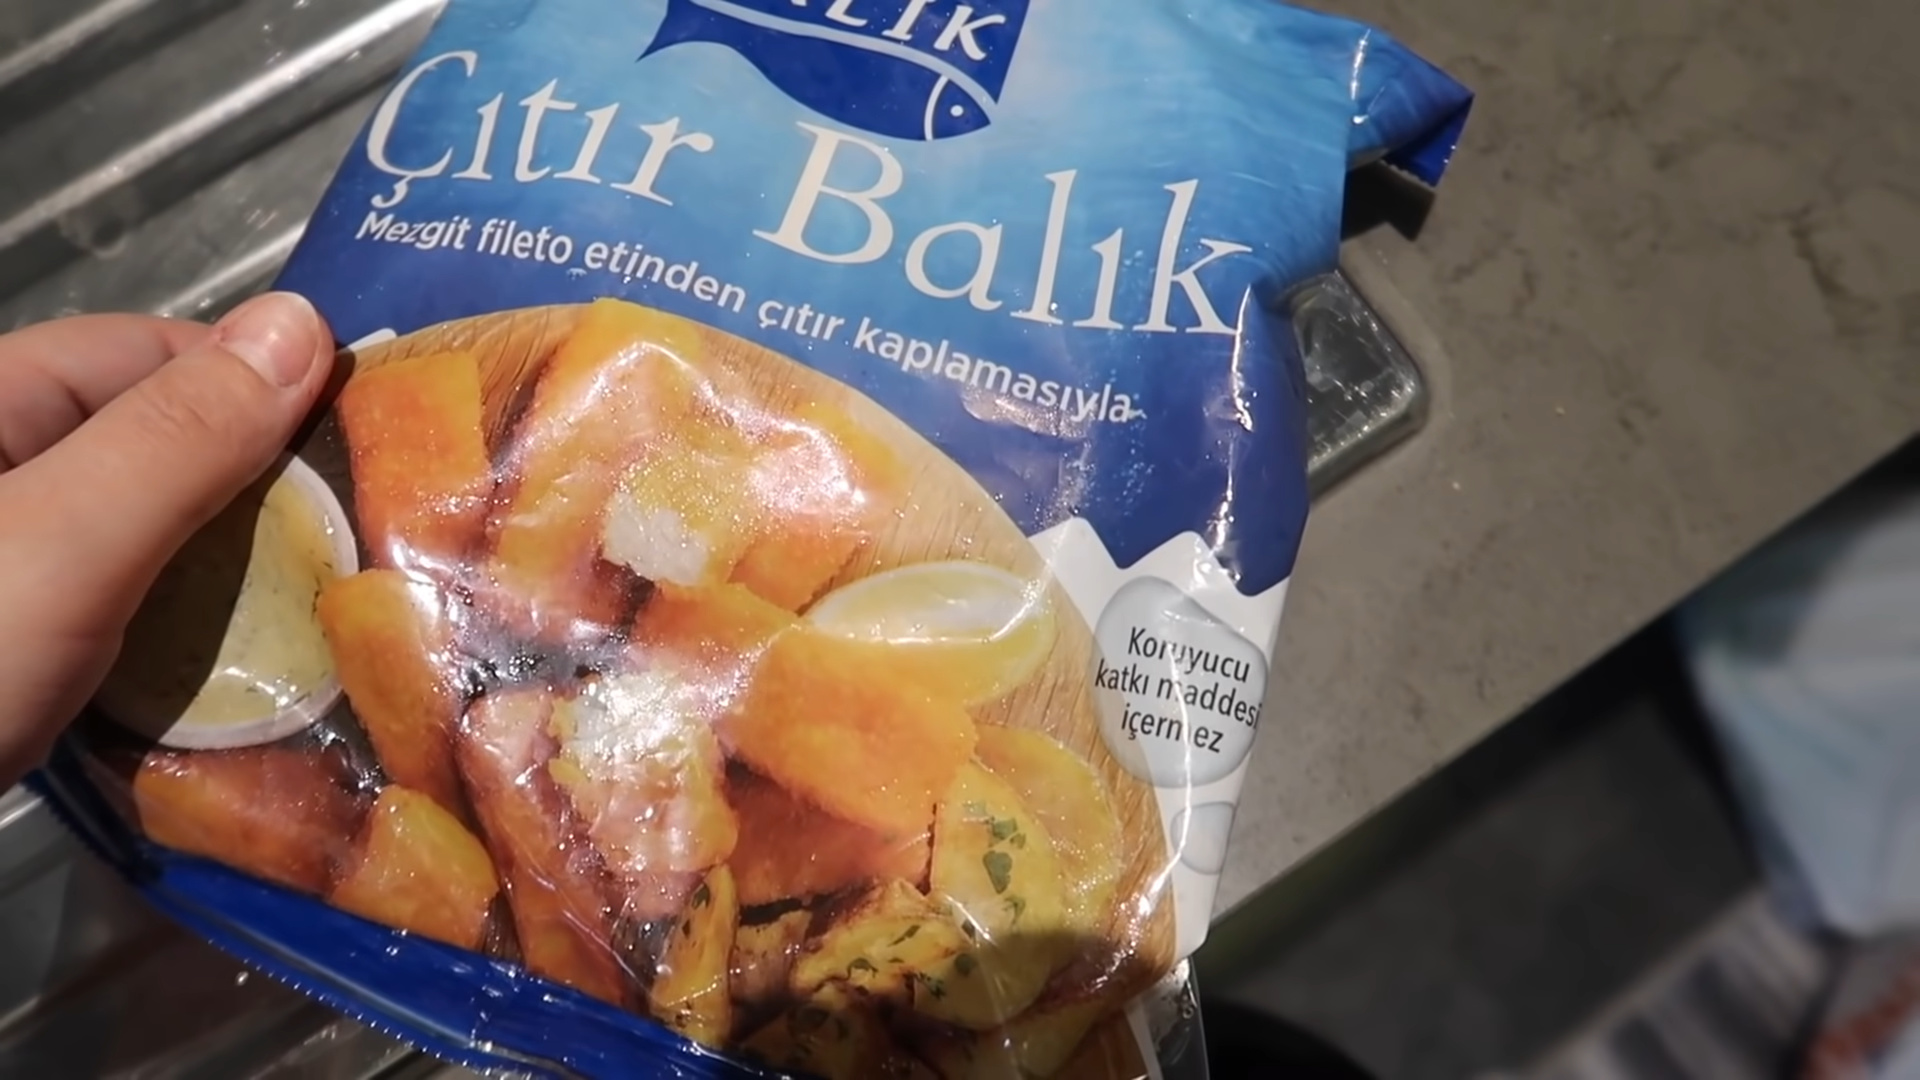 Çıtır Balık
Mezgit fileto etinden çıtır kaplamasıyla
Koruyucu
katkı maddesi
içermez